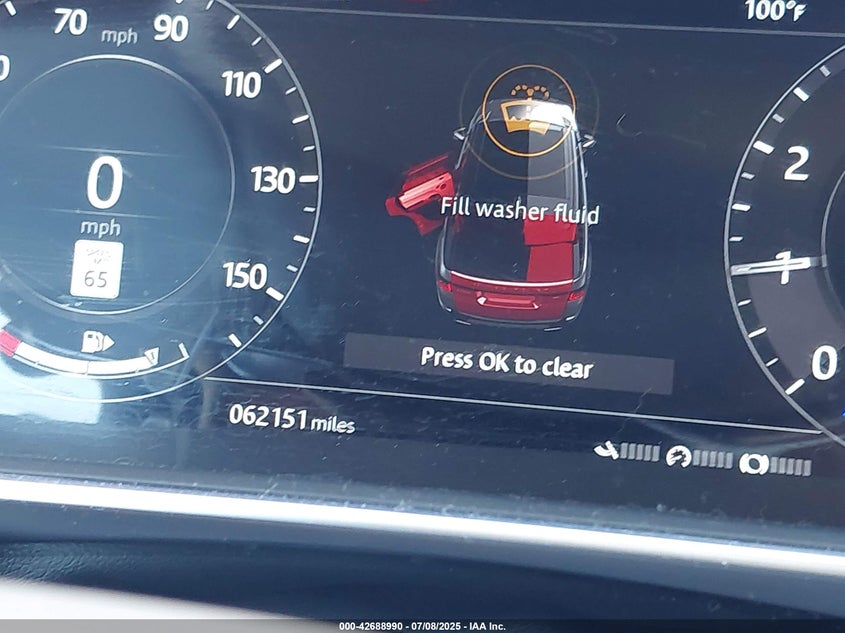 100°F
70 mph 90
110
130
150
0
mph
65
Fill washer fluid
Press OK to clear
062151 miles
2
1
0
000-42688990 - 07/08/2025 - IAA Inc.